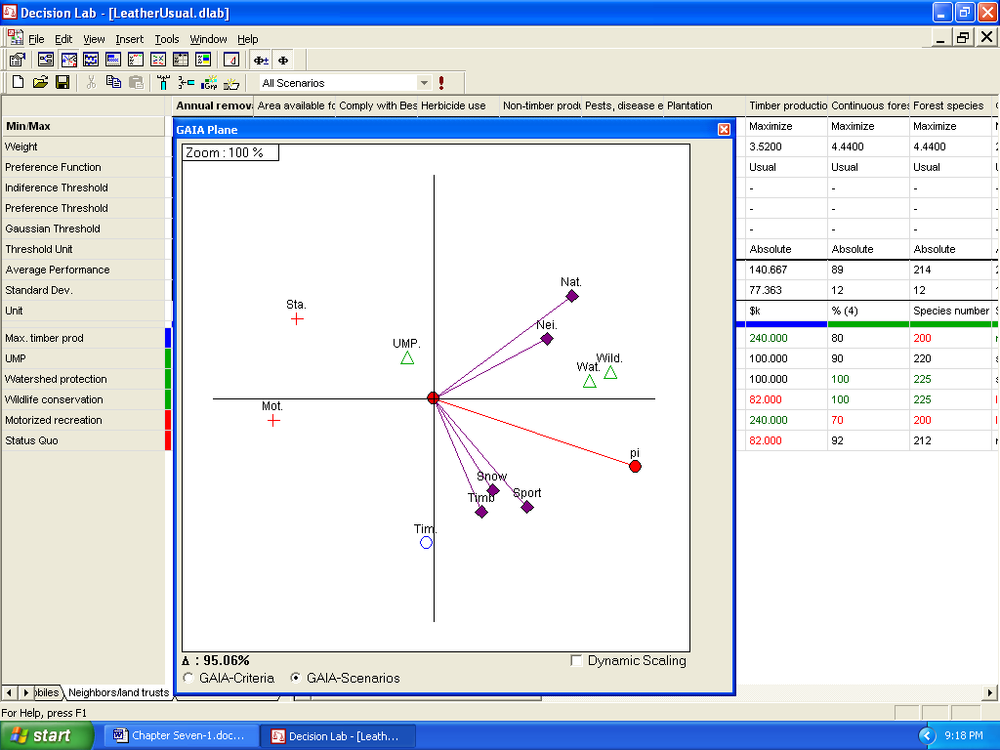 Decision Lab - [LeatherUsual.dlab]
File Edit View Insert Tools Window Help
All Scenarios
Annual remova Area available fo Comply with Bes Herbicide use Non-timber produ Pests, disease e Plantation Timber productio Continuous fores Forest species
Min/Max Maximize Maximize Maximize
Weight 3.5200 4.4400 4.4400
Preference Function Usual Usual Usual
Indiference Threshold - - -
Preference Threshold - - -
Gaussian Threshold - - -
Threshold Unit Absolute Absolute Absolute
Average Performance 140.667 89 214
Standard Dev. 77.363 12 12
Unit $k % (4) Species number
Max. timber prod 240.000 80 200
UMP 100.000 90 220
Watershed protection 100.000 100 225
Wildlife conservation 82.000 100 225
Motorized recreation 240.000 70 200
Status Quo 82.000 92 212
GAIA Plane
Zoom : 100 %
Nat.
Sta.
Nei.
UMP.
Wild.
Wat.
Mot.
pi
Snow
Sport
Timb
Tim.
Δ : 95.06%
Dynamic Scaling
GAIA-Criteria GAIA-Scenarios
obiles Neighbors/land trusts
For Help, press F1
start Chapter Seven-1.doc... Decision Lab - [Leath... 9:18 PM